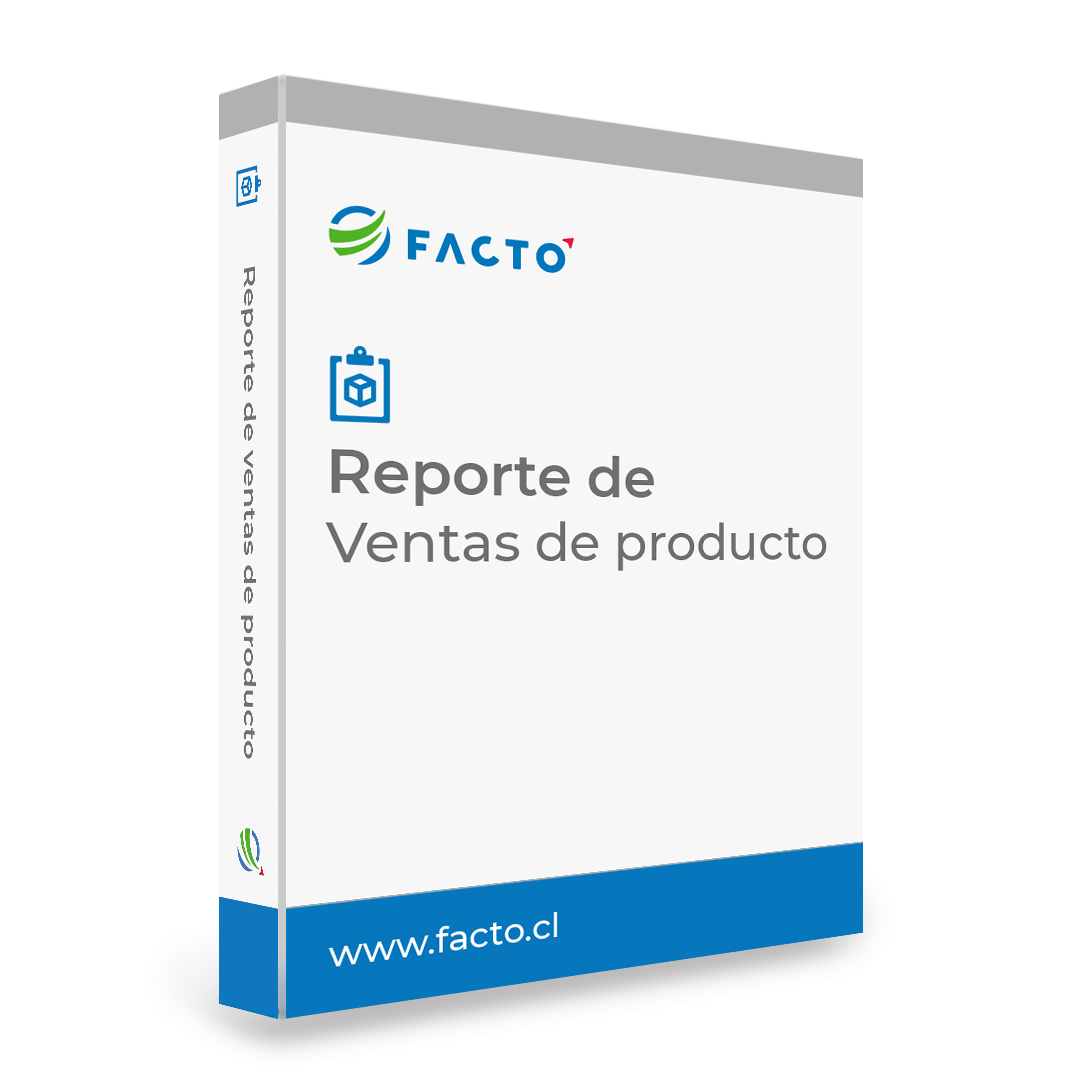 FACTO
Reporte de
Ventas de producto
www.facto.cl
Reporte de ventas de producto